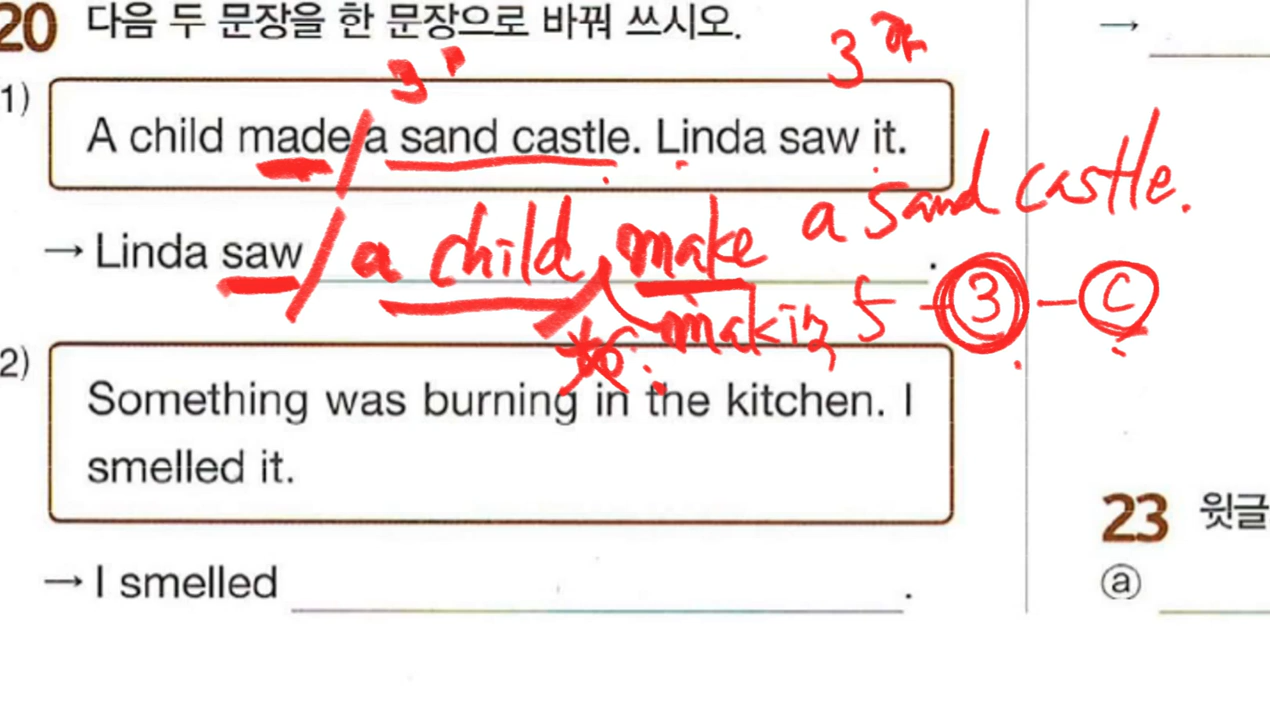 20 다음 두 문장을 한 문장으로 바꿔 쓰시오.
→
3'
3차
1)
A child made / a sand castle. Linda saw it.
→ Linda saw / a child, make a sand castle.
making 5 - ③ - ⓒ
to
2)
Something was burning in the kitchen. I
smelled it.
→ I smelled .
23 윗글
ⓐ